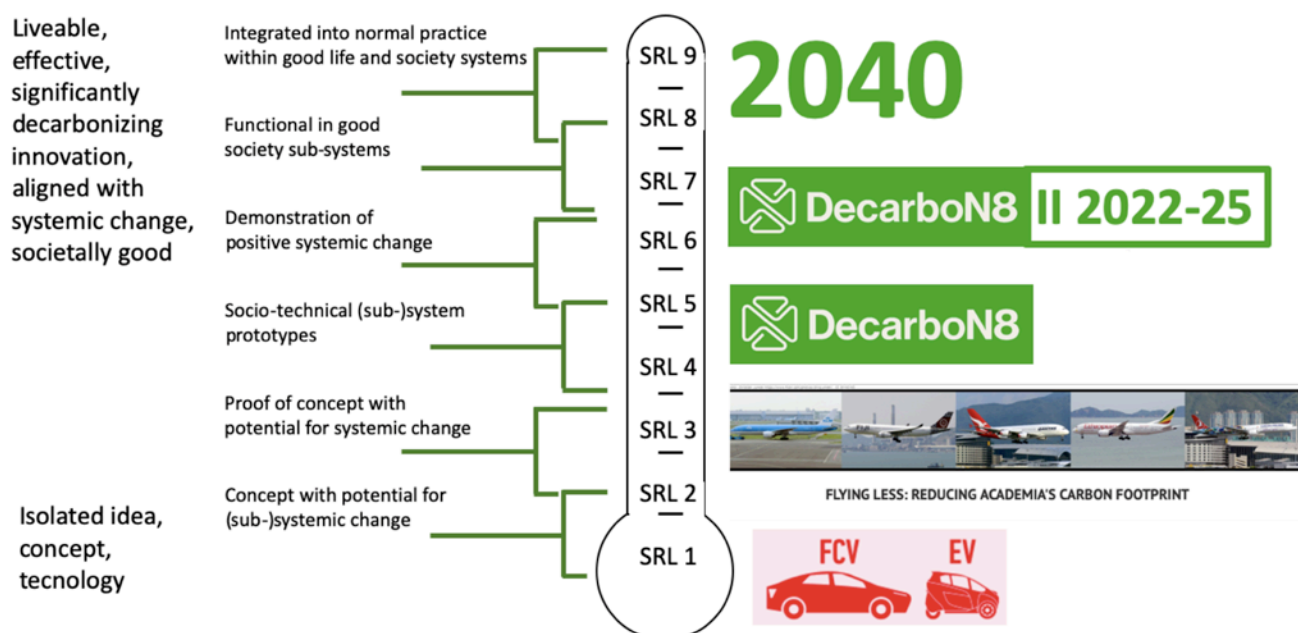 Liveable,
effective,
significantly
decarbonizing
innovation,
aligned with
systemic change,
societally good
Isolated idea,
concept,
tecnology
Integrated into normal practice
within good life and society systems
Functional in good
society sub-systems
Demonstration of
positive systemic change
Socio-technical (sub-)system
prototypes
Proof of concept with
potential for systemic change
Concept with potential for
(sub-)systemic change
SRL 9
SRL 8
SRL 7
SRL 6
SRL 5
SRL 4
SRL 3
SRL 2
SRL 1
2040
DecarboN8 II 2022-25
DecarboN8
FLYING LESS: REDUCING ACADEMIA'S CARBON FOOTPRINT
FCV EV